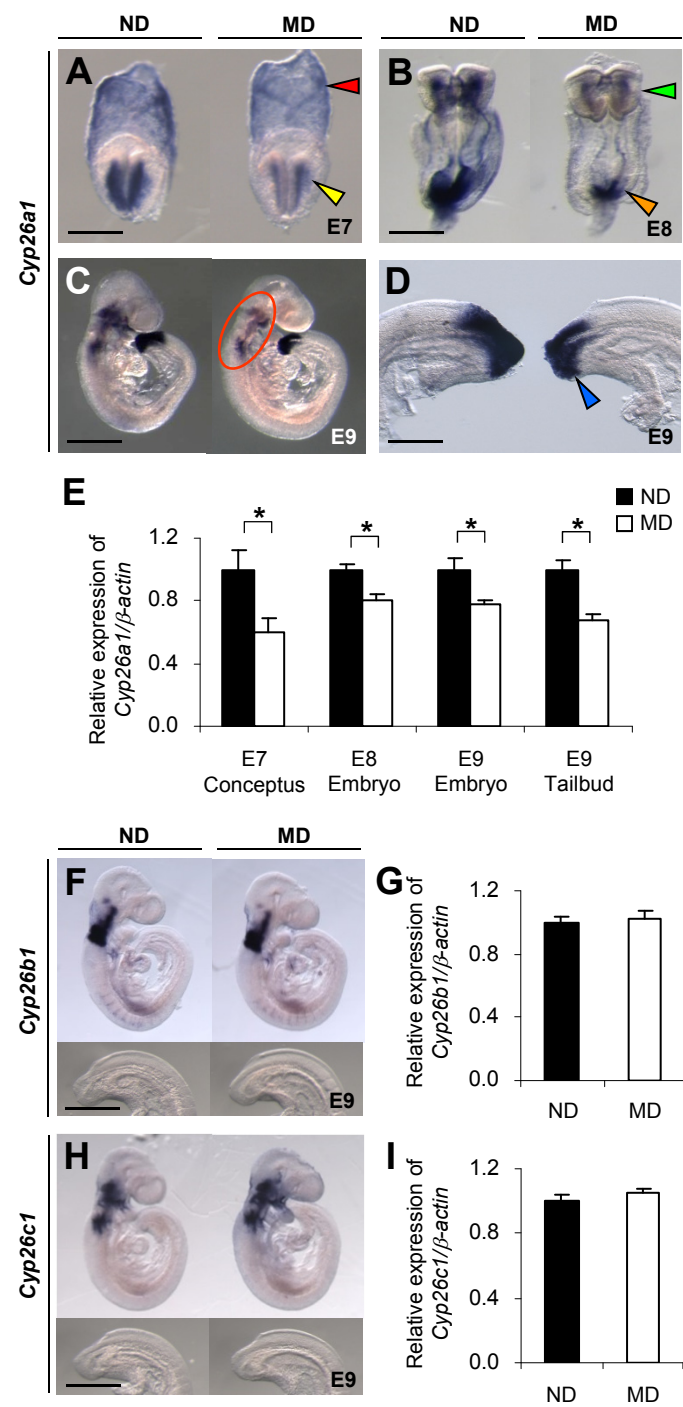 ND MD ND MD
Cyp26a1
A E7
B E8
C E9
D E9
E
ND
MD
Relative expression of
Cyp26a1/β-actin
1.2
0.8
0.4
0.0
* * * *
E7 E8 E9 E9
Conceptus Embryo Embryo Tailbud
ND MD
Cyp26b1
F
E9
G
Relative expression of
Cyp26b1/β-actin
1.2
0.8
0.4
0.0
ND MD
Cyp26c1
H
E9
I
Relative expression of
Cyp26c1/β-actin
1.2
0.8
0.4
0.0
ND MD